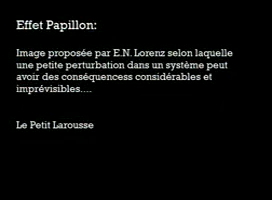 Effet Papillon:
Image proposée par E.N. Lorenz selon laquelle
une petite perturbation dans un système peut
avoir des conséquencess considérables et
imprévisibles....
Le Petit Larousse